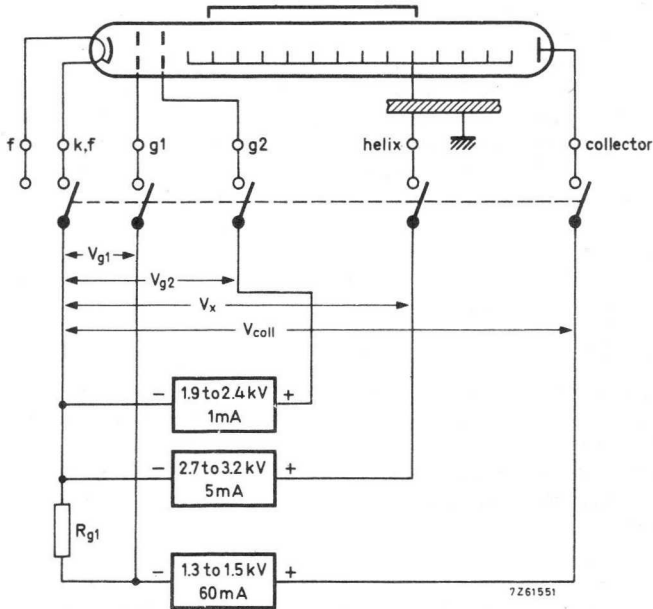 f
k,f
g1
g2
helix
collector
Vg1
Vg2
Vx
Vcoll
− 1.9 to 2.4 kV +
1mA
− 2.7 to 3.2 kV +
5mA
Rg1
− 1.3 to 1.5 kV +
60mA
7Z61551